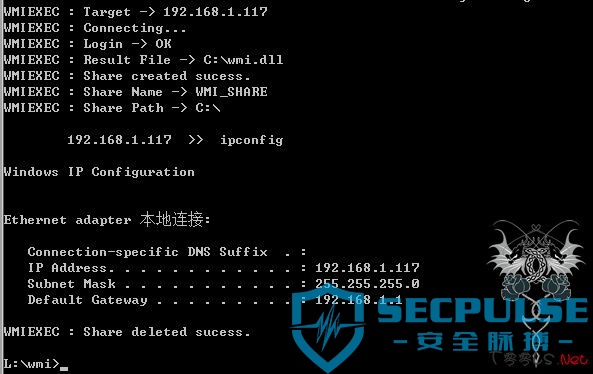 WMIEXEC : Target -> 192.168.1.117
WMIEXEC : Connecting...
WMIEXEC : Login -> OK
WMIEXEC : Result File -> C:\wmi.dll
WMIEXEC : Share created sucess.
WMIEXEC : Share Name -> WMI_SHARE
WMIEXEC : Share Path -> C:\
192.168.1.117 >> ipconfig
Windows IP Configuration
Ethernet adapter 本地连接:
Connection-specific DNS Suffix . :
IP Address. . . . . . . . . . . . : 192.168.1.117
Subnet Mask . . . . . . . . . . . : 255.255.255.0
Default Gateway . . . . . . . . . : 192.168.1.1
WMIEXEC : Share deleted sucess.
L:\wmi>_
SECPULSE
安全脉搏
.Net